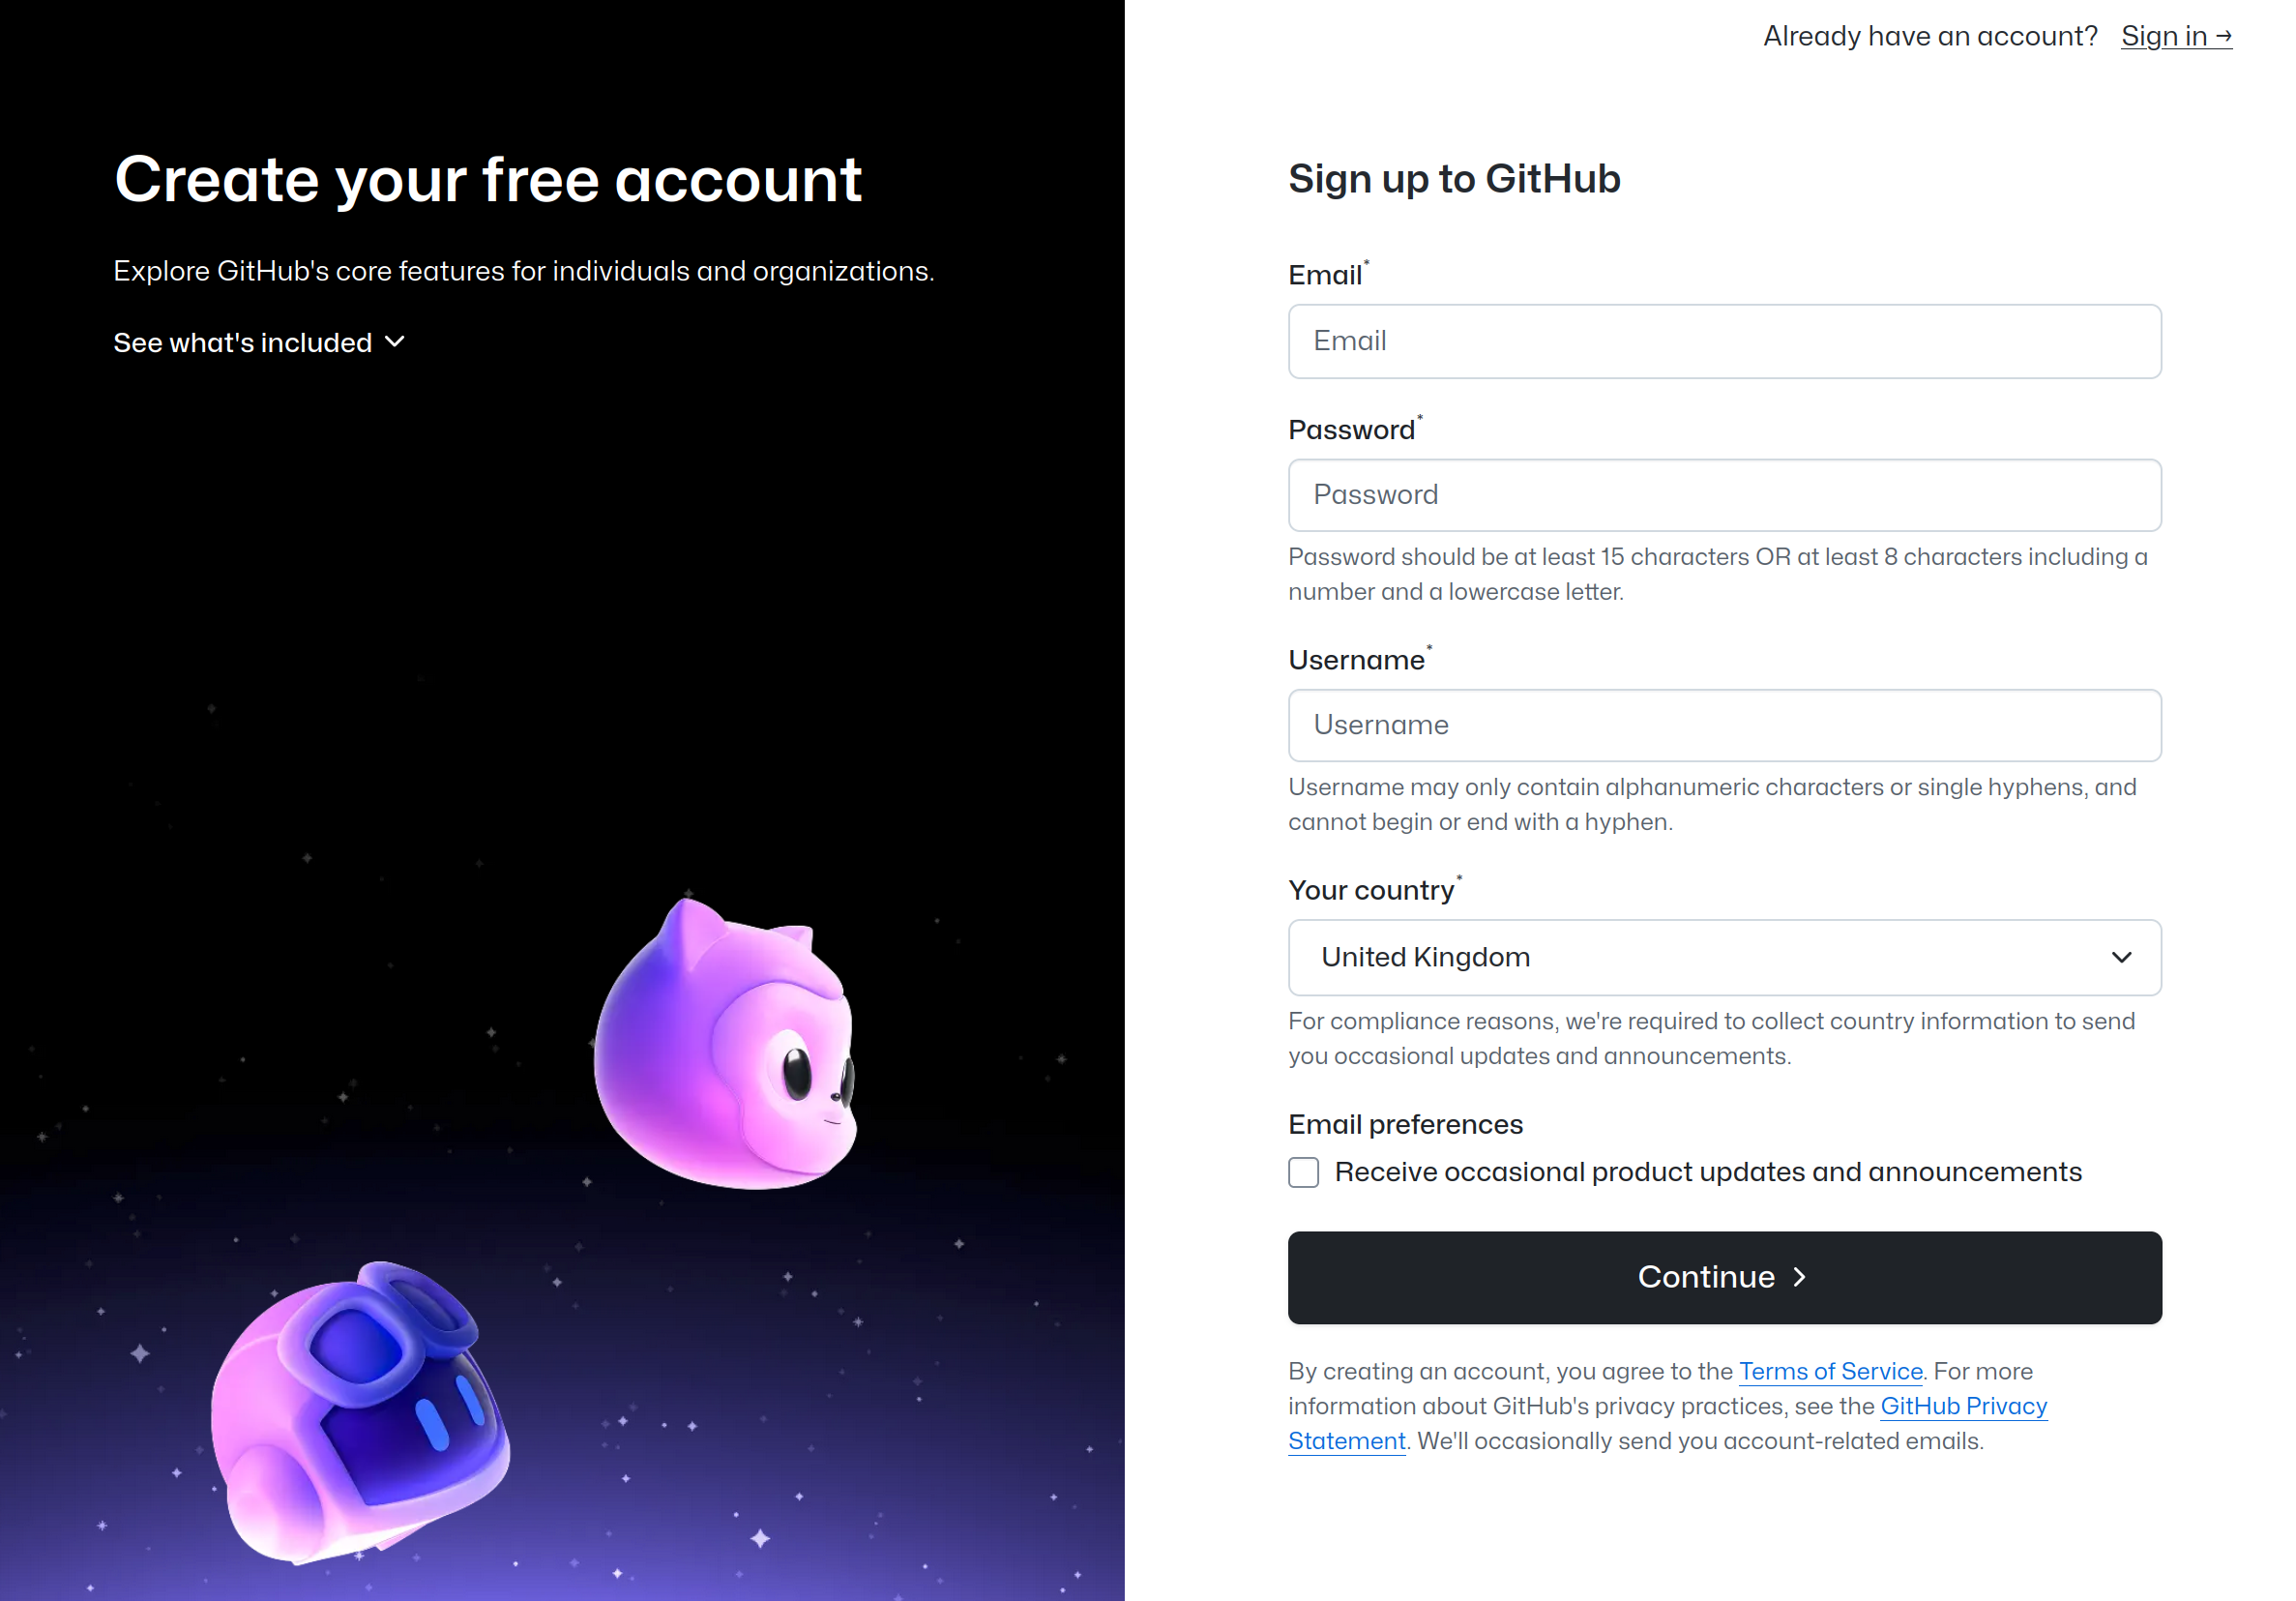 Already have an account? Sign in →
Create your free account
Explore GitHub's core features for individuals and organizations.
See what's included
Sign up to GitHub
Email*
Email
Password*
Password
Password should be at least 15 characters OR at least 8 characters including a
number and a lowercase letter.
Username*
Username
Username may only contain alphanumeric characters or single hyphens, and
cannot begin or end with a hyphen.
Your country*
United Kingdom
For compliance reasons, we're required to collect country information to send
you occasional updates and announcements.
Email preferences
Receive occasional product updates and announcements
Continue
By creating an account, you agree to the Terms of Service. For more
information about GitHub's privacy practices, see the GitHub Privacy
Statement. We'll occasionally send you account-related emails.